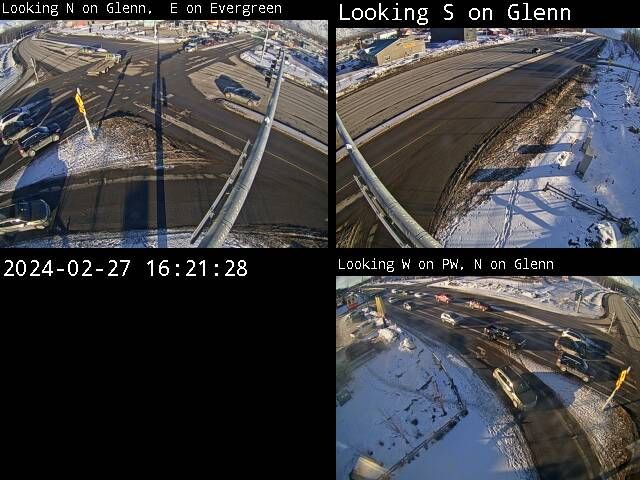 Looking N on Glenn, E on Evergreen
Looking S on Glenn
2024-02-27 16:21:28
Looking W on PW, N on Glenn